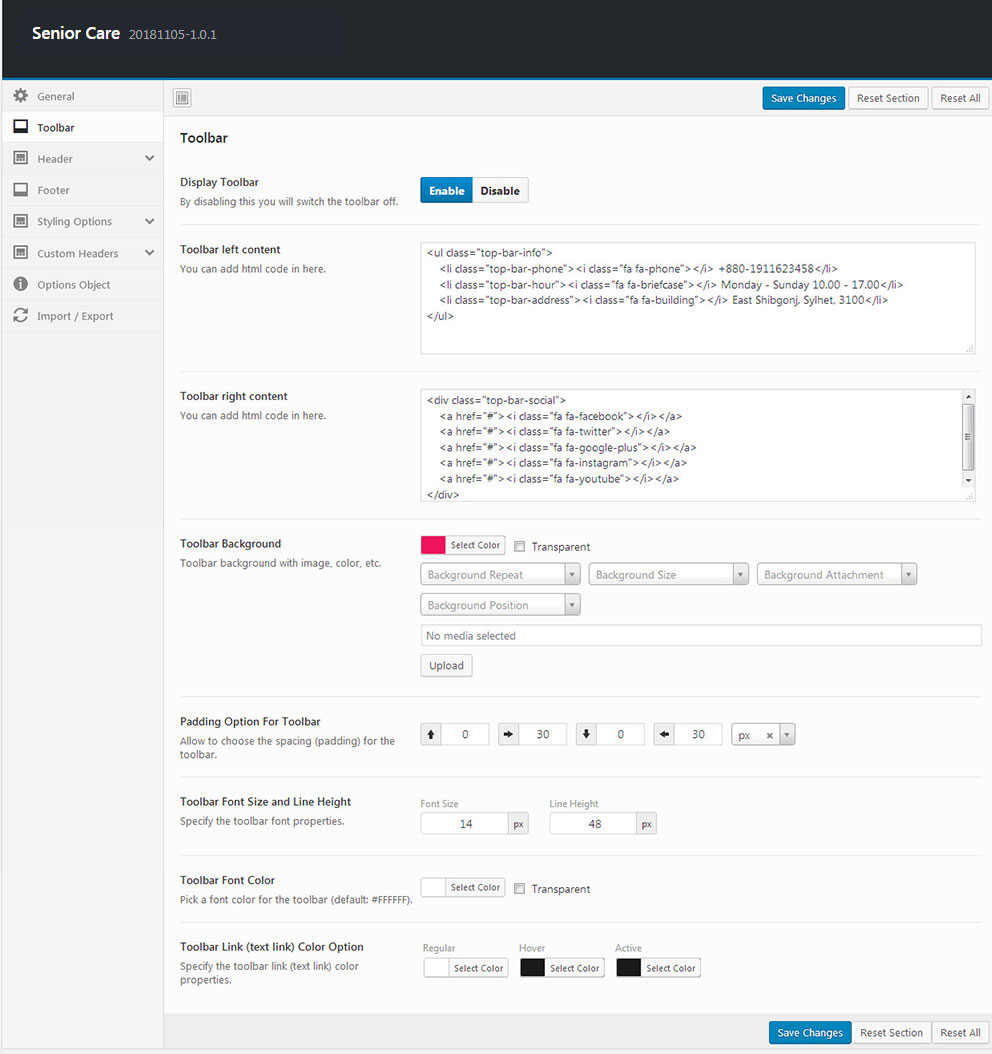 Senior Care 20181105-1.0.1
General
Toolbar
Header
Footer
Styling Options
Custom Headers
Options Object
Import / Export
Save Changes Reset Section Reset All
Toolbar
Display Toolbar
By disabling this you will switch the toolbar off.
Enable Disable
Toolbar left content
You can add html code in here.
<ul class="top-bar-info">
<li class="top-bar-phone"><i class="fa fa-phone"></i> +880-1911623458</li>
<li class="top-bar-hour"><i class="fa fa-briefcase"></i> Monday - Sunday 10.00 - 17.00</li>
<li class="top-bar-address"><i class="fa fa-building"></i> East Shibgonj, Sylhet, 3100</li>
</ul>
Toolbar right content
You can add html code in here.
<div class="top-bar-social">
<a href="#"><i class="fa fa-facebook"></i></a>
<a href="#"><i class="fa fa-twitter"></i></a>
<a href="#"><i class="fa fa-google-plus"></i></a>
<a href="#"><i class="fa fa-instagram"></i></a>
<a href="#"><i class="fa fa-youtube"></i></a>
</div>
Toolbar Background
Toolbar background with image, color, etc.
Select Color Transparent
Background Repeat Background Size Background Attachment
Background Position
No media selected
Upload
Padding Option For Toolbar
Allow to choose the spacing (padding) for the
toolbar.
0 30 0 30 px
Toolbar Font Size and Line Height
Specify the toolbar font properties.
Font Size Line Height
14 px 48 px
Toolbar Font Color
Pick a font color for the toolbar (default: #FFFFFF).
Select Color Transparent
Toolbar Link (text link) Color Option
Specify the toolbar link (text link) color
properties.
Regular Hover Active
Select Color Select Color Select Color
Save Changes Reset Section Reset All